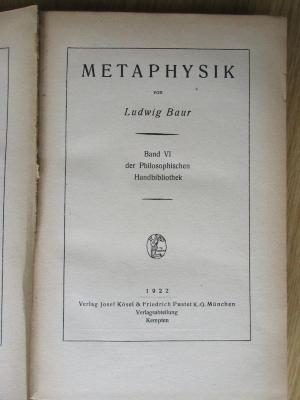 METAPHYSIK
von
Ludwig Baur
Band VI
der Philosophischen
Handbibliothek
1922
Verlag Josef Kösel & Friedrich Pustet K.-G. München
Verlagsabteilung
Kempten